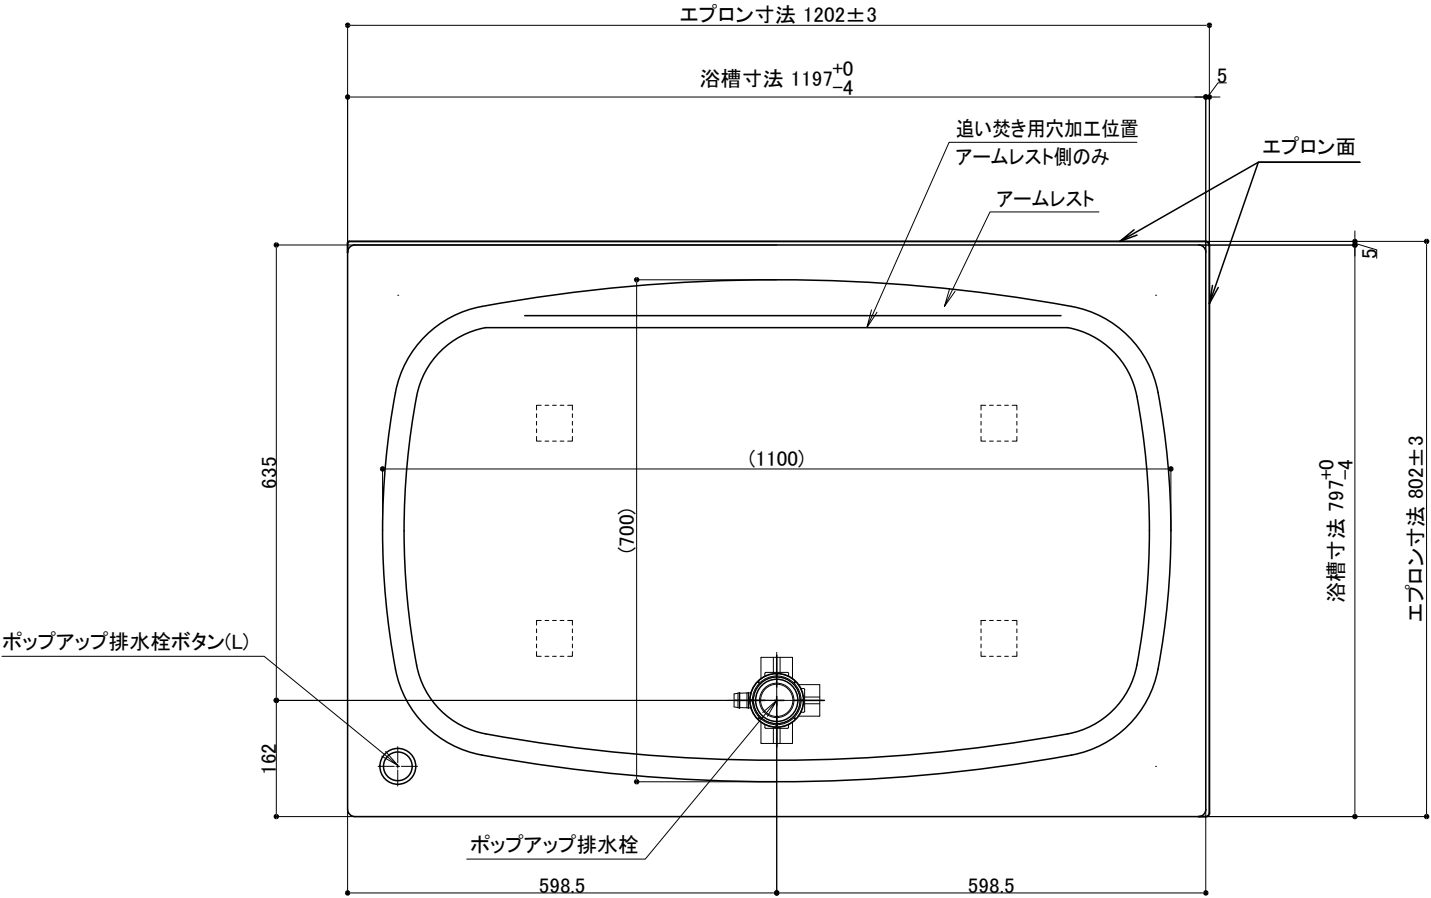 エプロン寸法 1202±3
浴槽寸法 1197+0-4
5
追い焚き用穴加工位置
アームレスト側のみ
エプロン面
アームレスト
5
635
(1100)
(700)
浴槽寸法 797+0-4
エプロン寸法 802±3
ポップアップ排水栓ボタン(L)
162
ポップアップ排水栓
598.5
598.5